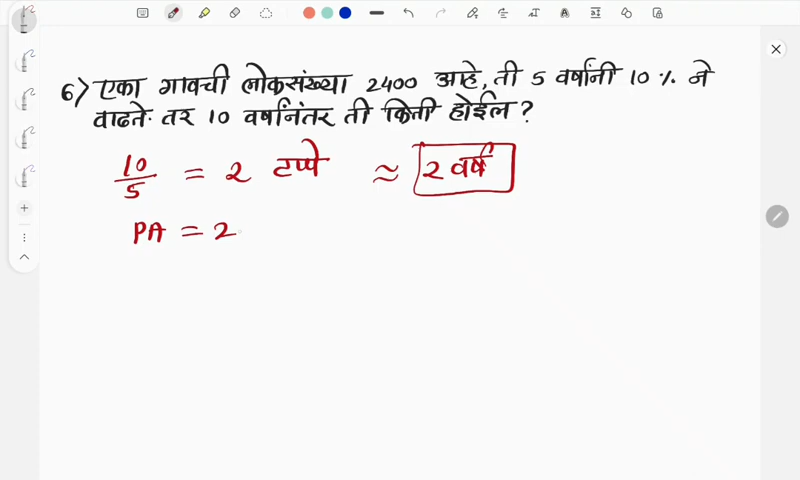 6) एका गावची लोकसंख्या 2400 आहे, ती 5 वर्षांनी 10% ने
वाढते तर 10 वर्षांनंतर ती किती होईल ?
10/5 = 2 टप्पे ≈ 2 वर्षे
PA = 2